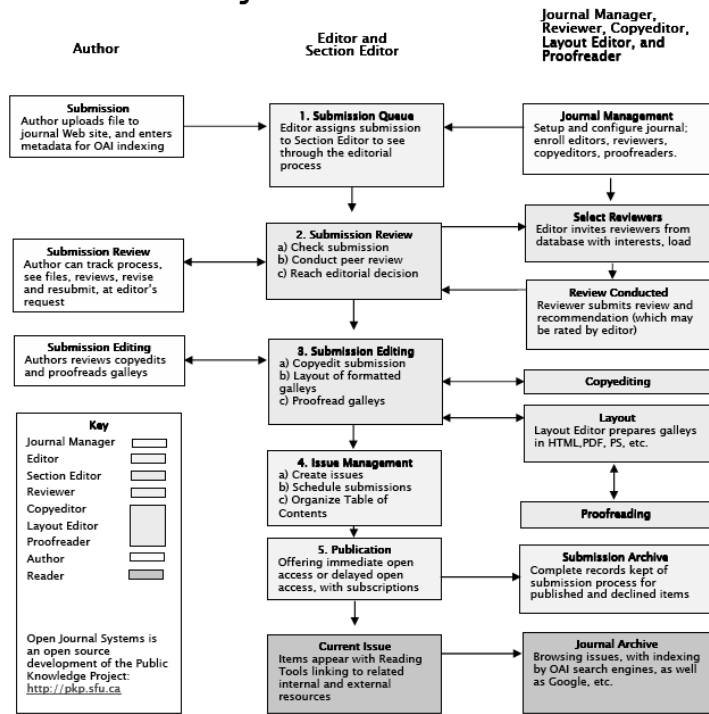 Author
Editor and
Section Editor
Journal Manager,
Reviewer, Copyeditor,
Layout Editor, and
Proofreader
Submission
Author uploads file to
journal Web site, and enters
metadata for OAI indexing
1. Submission Queue
Editor assigns submission
to Section Editor to see
through the editorial
process
Journal Management
Setup and configure journal;
enroll editors, reviewers,
copyeditors, proofreaders.
Submission Review
Author can track process,
see files, reviews, revise
and resubmit, at editor's
request
2. Submission Review
a) Check submission
b) Conduct peer review
c) Reach editorial decision
Select Reviewers
Editor invites reviewers from
database with interests, load
Review Conducted
Reviewer submits review and
recommendation (which may
be rated by editor)
Submission Editing
Authors reviews copyedits
and proofreads galleys
3. Submission Editing
a) Copyedit submission
b) Layout of formatted
galleys
c) Proofread galleys
Copyediting
Layout
Layout Editor prepares galleys
in HTML,PDF, PS, etc.
Proofreading
4. Issue Management
a) Create issues
b) Schedule submissions
c) Organize Table of
Contents
5. Publication
Offering immediate open
access or delayed open
access, with subscriptions
Submission Archive
Complete records kept of
submission process for
published and declined items
Current Issue
Items appear with Reading
Tools linking to related
internal and external
resources
Journal Archive
Browsing issues, with indexing
by OAI search engines, as well
as Google, etc.
Key
Journal Manager
Editor
Section Editor
Reviewer
Copyeditor
Layout Editor
Proofreader
Author
Reader
Open Journal Systems is
an open source
development of the Public
Knowledge Project:
http://pkp.sfu.ca